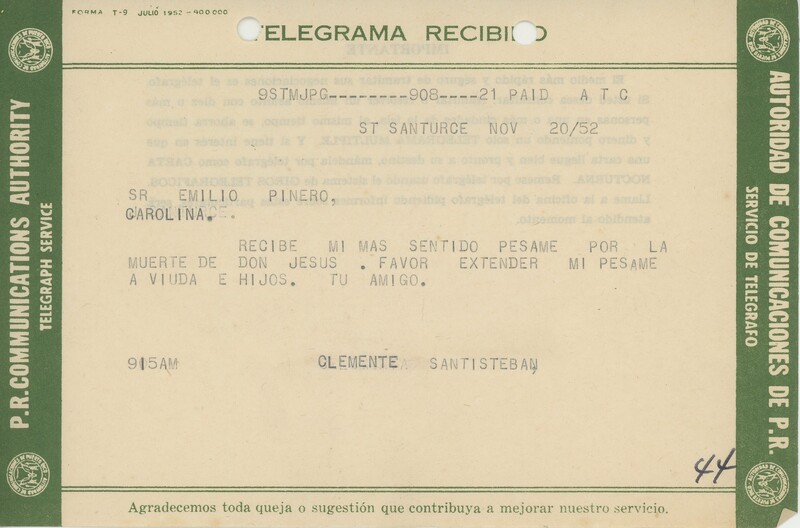 FORMA T-9 JULIO 1952-400000
TELEGRAMA RECIBIDO
9STMJPG--------908----21 PAID A T C
ST SANTURCE NOV 20/52
SR EMILIO PINERO,
CAROLINA.
RECIBE MI MAS SENTIDO PESAME POR LA
MUERTE DE DON JESUS . FAVOR EXTENDER MI PESAME
A VIUDA E HIJOS. TU AMIGO.
915AM CLEMENTE SANTISTEBAN
44
Agradecemos toda queja o sugestión que contribuya a mejorar nuestro servicio.
P.R. COMMUNICATIONS AUTHORITY
TELEGRAPH SERVICE
AUTORIDAD DE COMUNICACIONES DE P.R.
SERVICIO DE TELEGRAFO